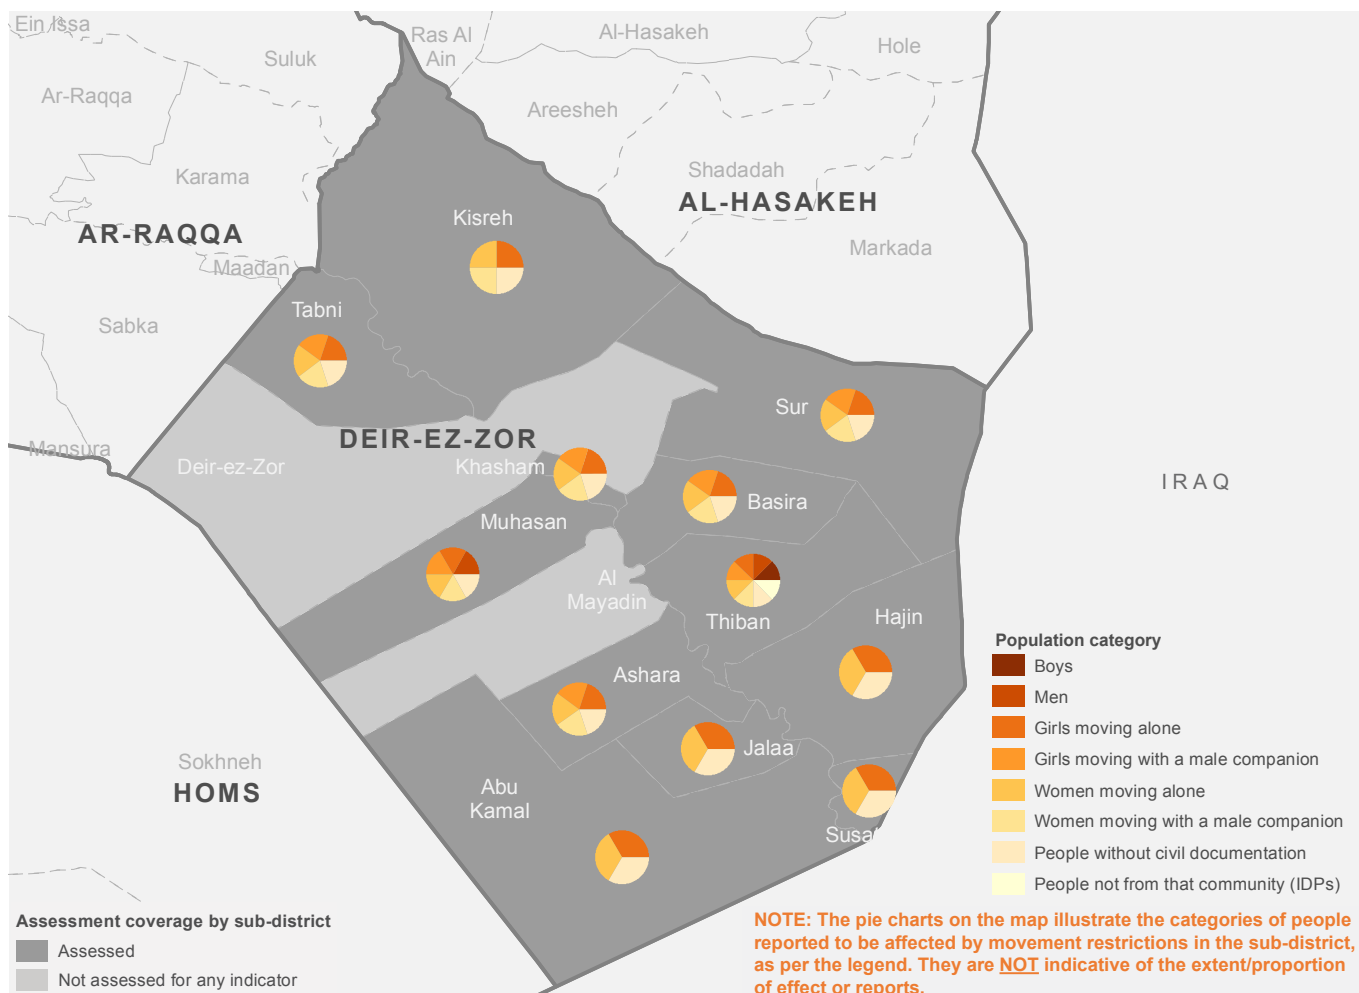 Ein Issa
Ras Al
Ain
Al-Hasakeh
Hole
Suluk
Ar-Raqqa
Areesheh
Karama
Shadadah
AL-HASAKEH
Kisreh
AR-RAQQA
Markada
Maadan
Tabni
Sabka
Sur
DEIR-EZ-ZOR
Mansura
Deir-ez-Zor
Khasham
IRAQ
Basira
Muhasan
Al
Mayadin
Thiban
Hajin
Ashara
Jalaa
Sokhneh
HOMS
Abu
Kamal
Population category
Boys
Men
Girls moving alone
Girls moving with a male companion
Women moving alone
Women moving with a male companion
People without civil documentation
People not from that community (IDPs)
Assessment coverage by sub-district
Assessed
Not assessed for any indicator
NOTE: The pie charts on the map illustrate the categories of people
reported to be affected by movement restrictions in the sub-district,
as per the legend. They are NOT indicative of the extent/proportion
of effect or reports.